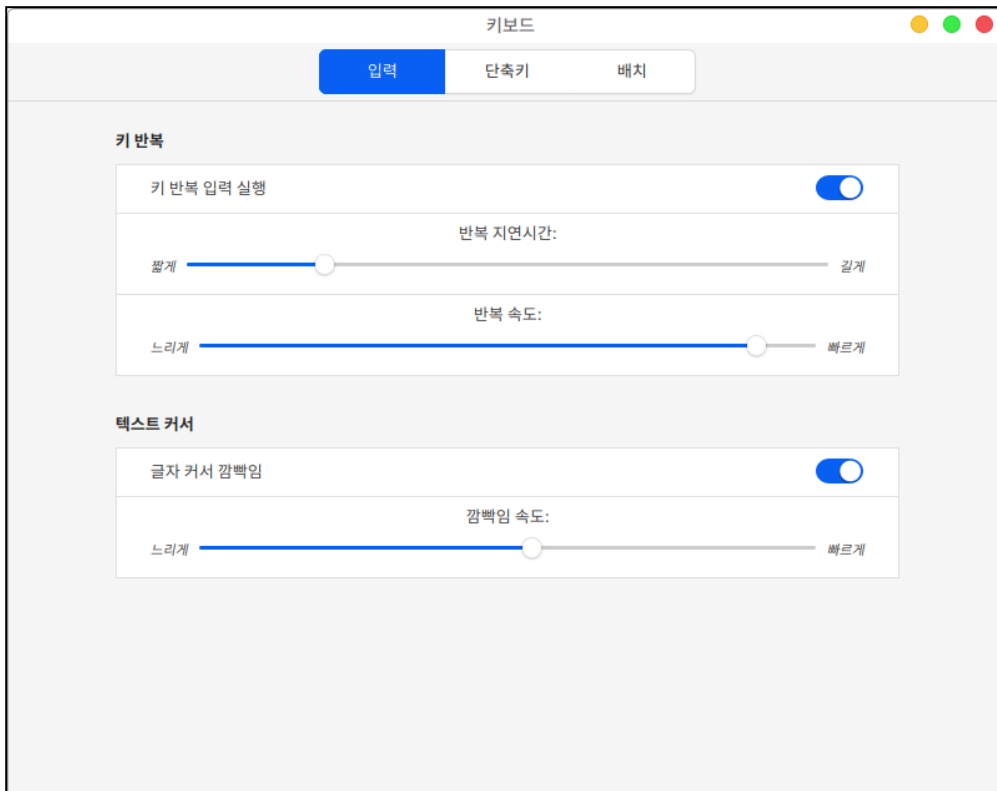 키보드
입력 단축키 배치
키 반복
키 반복 입력 실행
반복 지연시간:
짧게 길게
반복 속도:
느리게 빠르게
텍스트 커서
글자 커서 깜빡임
깜빡임 속도:
느리게 빠르게